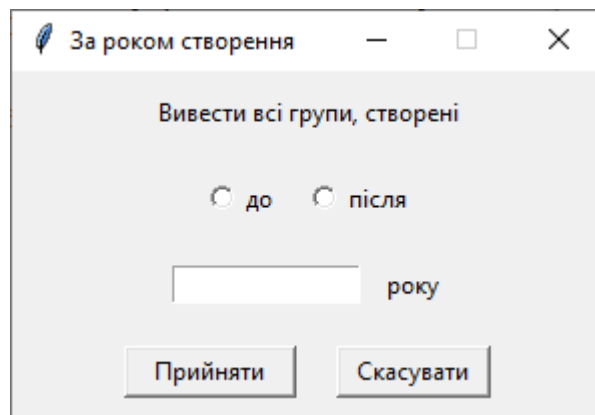 За роком створення
Вивести всі групи, створені
до після
року
Прийняти Скасувати